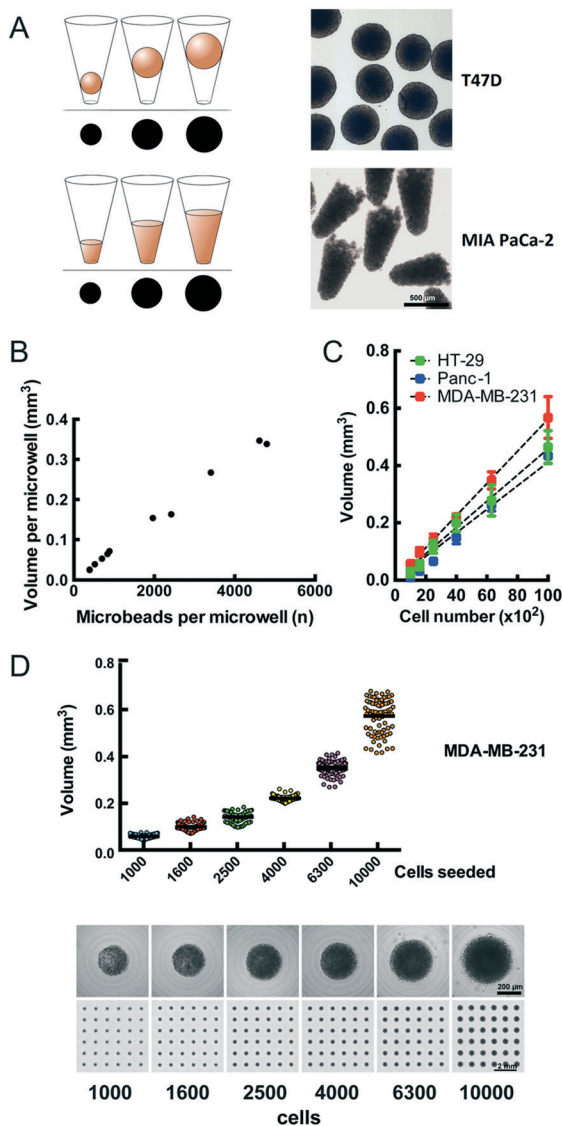 A
T47D
MIA PaCa-2
500 µm
B
Volume per microwell (mm³)
0.4
0.3
0.2
0.1
0.0
0
2000
4000
6000
Microbeads per microwell (n)
C
HT-29
Panc-1
MDA-MB-231
Volume (mm³)
0.8
0.6
0.4
0.2
0.0
20
40
60
80
100
Cell number (x10²)
D
Volume (mm³)
0.8
0.6
0.4
0.2
0.0
MDA-MB-231
1000
1600
2500
4000
6300
10000
Cells seeded
200 µm
2 mm
1000 1600 2500 4000 6300 10000
cells